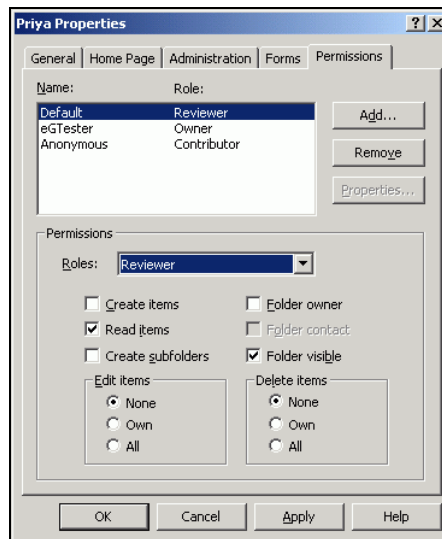 Priya Properties
General Home Page Administration Forms Permissions
Name: Role:
Default Reviewer
eGTester Owner
Anonymous Contributor
Add...
Remove
Properties...
Permissions
Roles: Reviewer
Create items Folder owner
Read items Folder contact
Create subfolders Folder visible
Edit items Delete items
None None
Own Own
All All
OK Cancel Apply Help